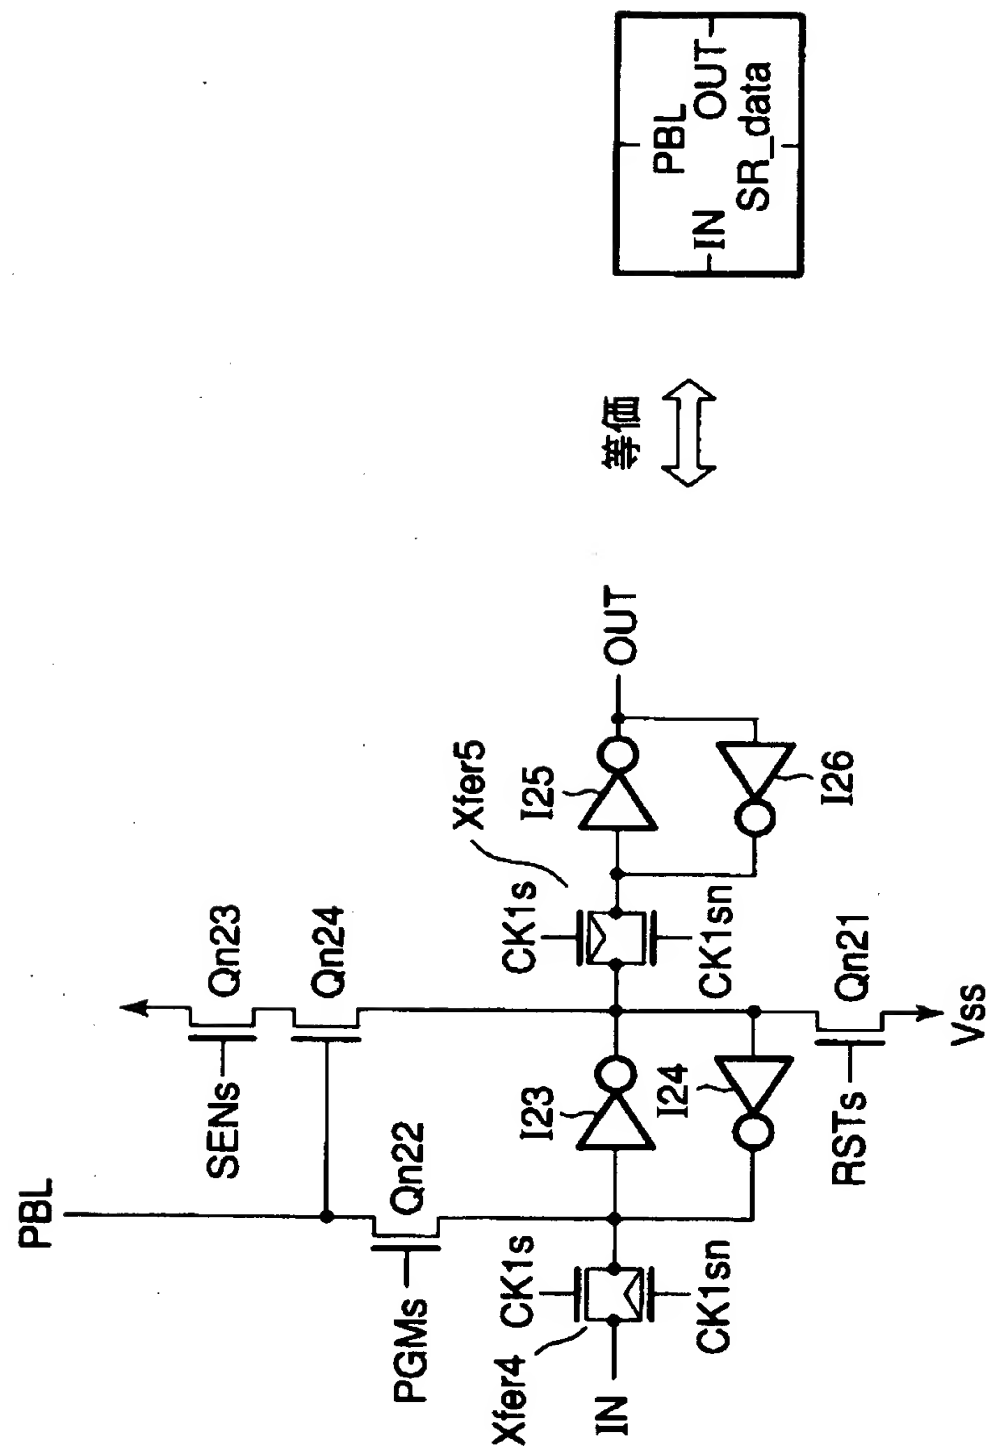 PBL
SENs
Qn23
Qn24
PGMs
Qn22
Xfer4
CK1s
IN
CK1sn
I23
I24
RSTs
Qn21
Vss
Xfer5
CK1s
CK1sn
I25
I26
OUT
等価
PBL
IN
OUT
SR_data